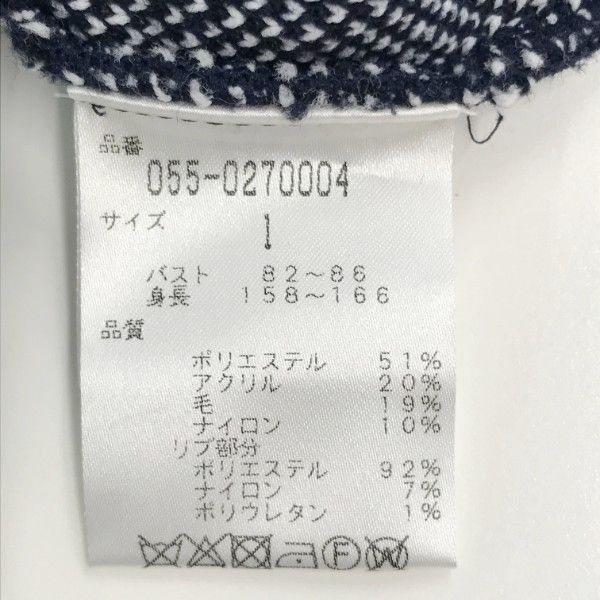 品番
055-0270004
サイズ
1
バスト 82～86
身長 158～166
品質
ポリエステル 51%
アクリル 20%
毛 19%
ナイロン 10%
リブ部分
ポリエステル 92%
ナイロン 7%
ポリウレタン 1%
F W